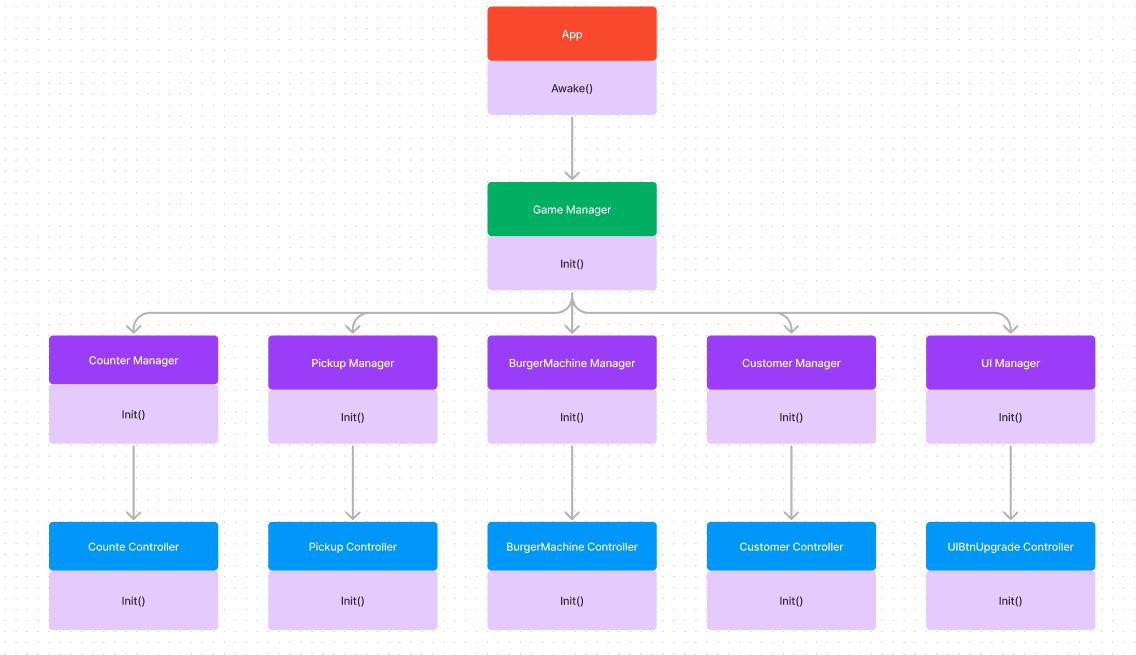 App
Awake()
Game Manager
Init()
Counter Manager
Pickup Manager
BurgerMachine Manager
Customer Manager
UI Manager
Init()
Init()
Init()
Init()
Init()
Counte Controller
Pickup Controller
BurgerMachine Controller
Customer Controller
UIBtnUpgrade Controller
Init()
Init()
Init()
Init()
Init()